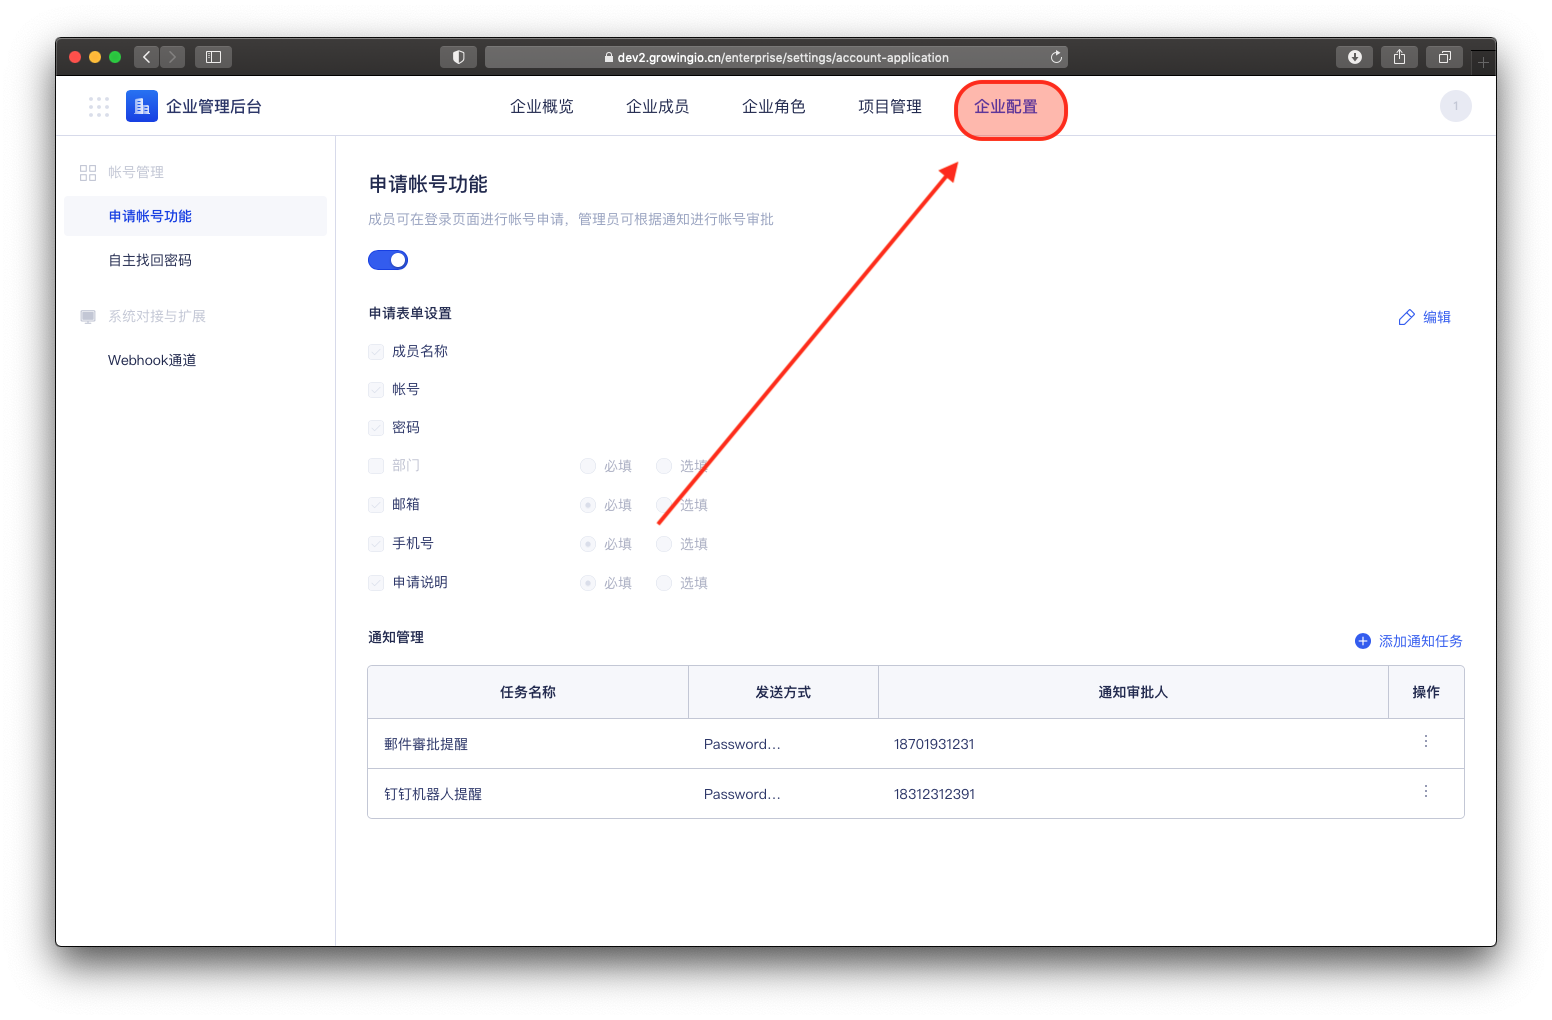 dev2.growingio.cn/enterprise/settings/account-application
企业管理后台
企业概览
企业成员
企业角色
项目管理
企业配置
1
帐号管理
申请帐号功能
自主找回密码
系统对接与扩展
Webhook通道
申请帐号功能
成员可在登录页面进行帐号申请，管理员可根据通知进行帐号审批
申请表单设置
编辑
成员名称
帐号
密码
部门 必填 选填
邮箱 必填 选填
手机号 必填 选填
申请说明 必填 选填
通知管理
添加通知任务
任务名称 发送方式 通知审批人 操作
郵件審批提醒 Password... 18701931231
钉钉机器人提醒 Password... 18312312391